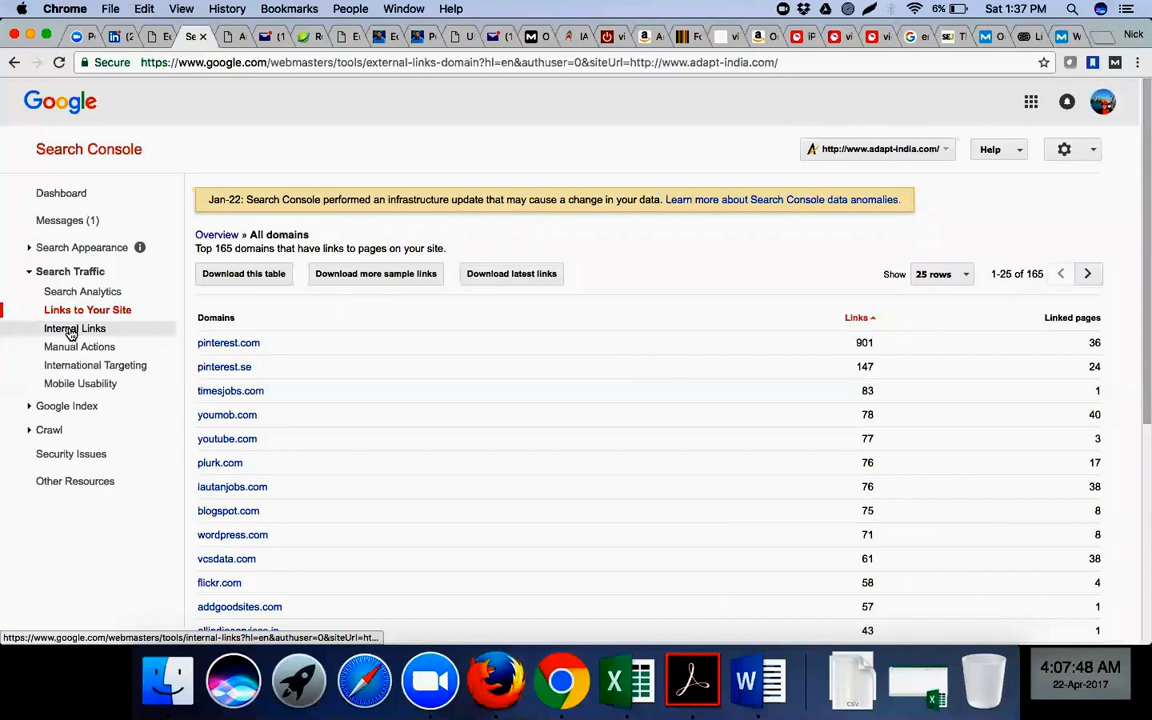 Chrome File Edit View History Bookmarks People Window Help 6% Sat 1:37 PM
Nick
Secure https://www.google.com/webmasters/tools/external-links-domain?hl=en&authuser=0&siteUrl=http://www.adapt-india.com/
Google
Search Console
http://www.adapt-india.com/ Help
Dashboard
Messages (1)
Search Appearance
Search Traffic
Search Analytics
Links to Your Site
Internal Links
Manual Actions
International Targeting
Mobile Usability
Google Index
Crawl
Security Issues
Other Resources
Jan-22: Search Console performed an infrastructure update that may cause a change in your data. Learn more about Search Console data anomalies.
Overview » All domains
Top 165 domains that have links to pages on your site.
Download this table Download more sample links Download latest links Show 25 rows 1-25 of 165
Domains Links Linked pages
pinterest.com 901 36
pinterest.se 147 24
timesjobs.com 83 1
youmob.com 78 40
youtube.com 77 3
plurk.com 76 17
lautanjobs.com 76 38
blogspot.com 75 8
wordpress.com 71 8
vcsdata.com 61 38
flickr.com 58 4
addgoodsites.com 57 1
43 1
https://www.google.com/webmasters/tools/internal-links?hl=en&authuser=0&siteUrl=ht...
4:07:48 AM
22-Apr-2017
CSV